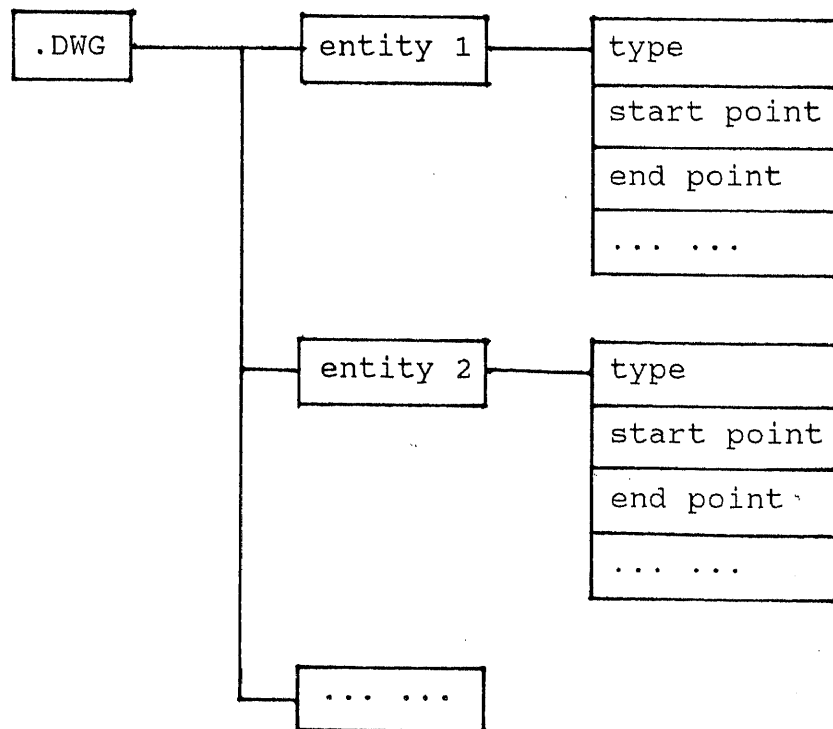 .DWG
entity 1
type
start point
end point
... ...
entity 2
type
start point
end point
... ...
... ...